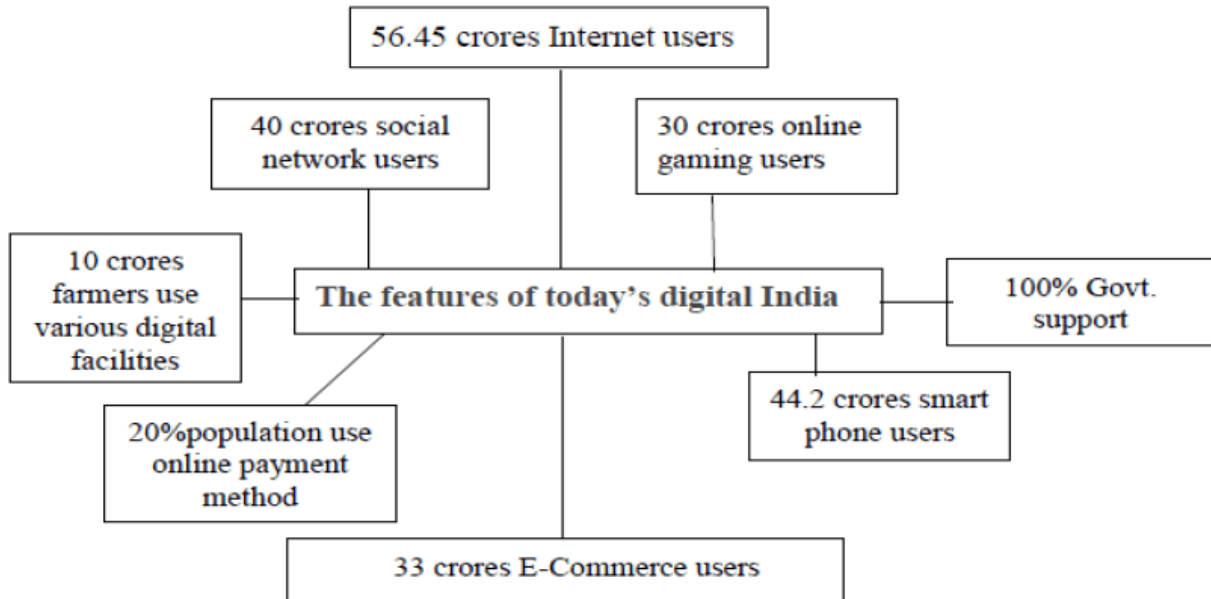 56.45 crores Internet users
40 crores social
network users
30 crores online
gaming users
10 crores
farmers use
various digital
facilities
The features of today’s digital India
100% Govt.
support
20%population use
online payment
method
44.2 crores smart
phone users
33 crores E-Commerce users